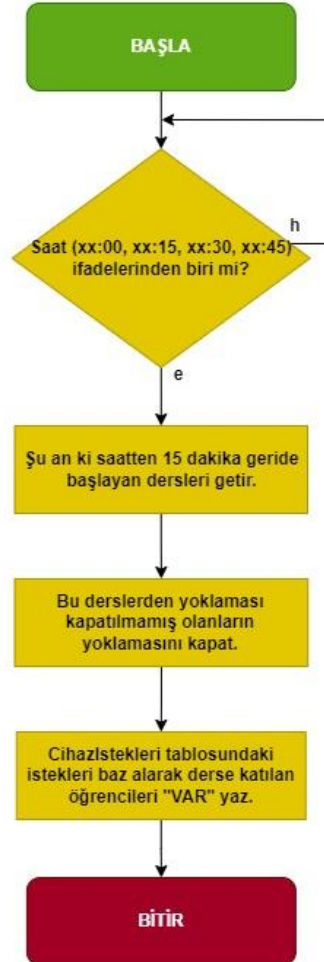 BAŞLA
Saat (xx:00, xx:15, xx:30, xx:45)
ifadelerinden biri mi?
h
e
Şu an ki saatten 15 dakika geride
başlayan dersleri getir.
Bu derslerden yoklaması
kapatılmamış olanların
yoklamasını kapat.
CihazIstekleri tablosundaki
istekleri baz alarak derse katılan
öğrencileri "VAR" yaz.
BİTİR